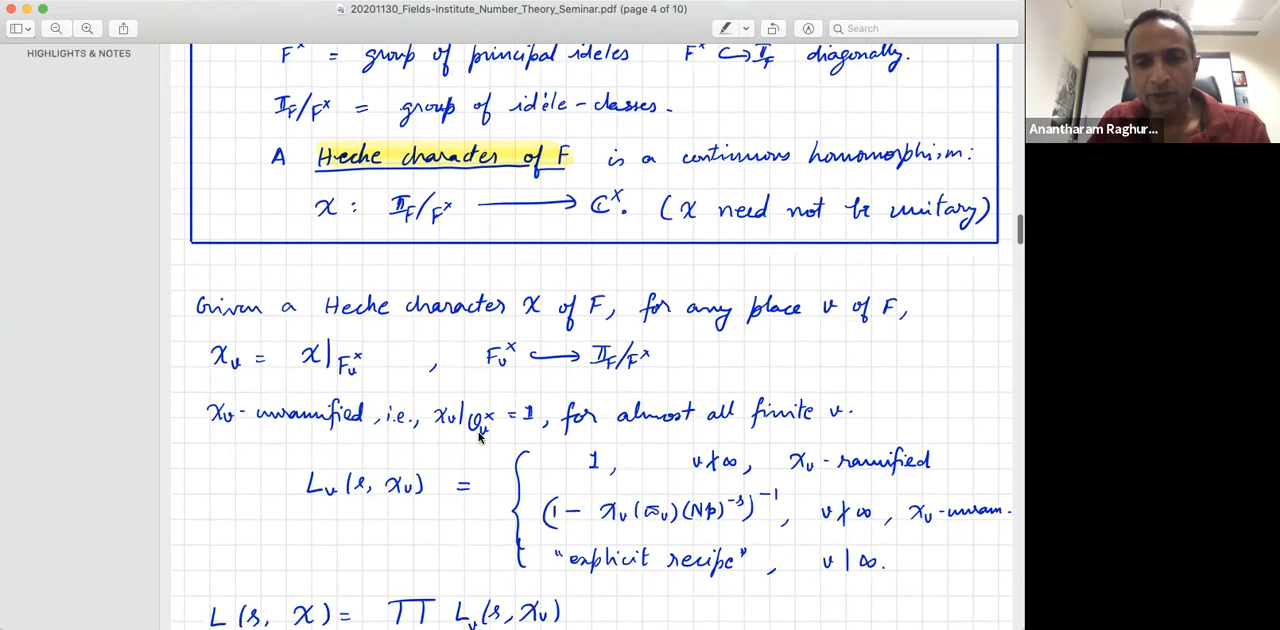 20201130_Fields-Institute_Number_Theory_Seminar.pdf (page 4 of 10)
Search
HIGHLIGHTS & NOTES
F^× = group of principal ideles F^× ↪ 𝕀_F diagonally.
𝕀_F/F^× = group of idèle-classes.
A Hecke character of F is a continuous homomorphism:
χ : 𝕀_F/F^× ⟶ ℂ^×. (χ need not be unitary)
Given a Hecke character χ of F, for any place v of F,
χ_v = χ|_{F_v^×} , F_v^× ↪ 𝕀_F/F^×
χ_v - unramified, i.e., χ_v|_{𝒪_v^×} = 1, for almost all finite v.
1, v∤∞, χ_v - ramified
L_v(s, χ_v) = { (1 - χ_v(ϖ_v)(N𝔭)^{-s})^{-1}, v∤∞, χ_v - unram.
"explicit recipe", v|∞.
L(s, χ) = ∏ L_v(s, χ_v)
Anantharam Raghur...